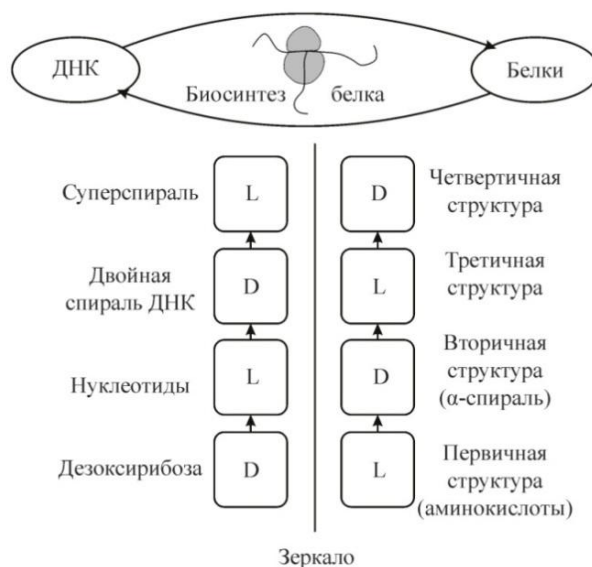 ДНК
Белки
Биосинтез белка
Суперспираль
L
D
Четвертичная
структура
Двойная
спираль ДНК
D
L
Третичная
структура
Нуклеотиды
L
D
Вторичная
структура
(α-спираль)
Дезоксирибоза
D
L
Первичная
структура
(аминокислоты)
Зеркало